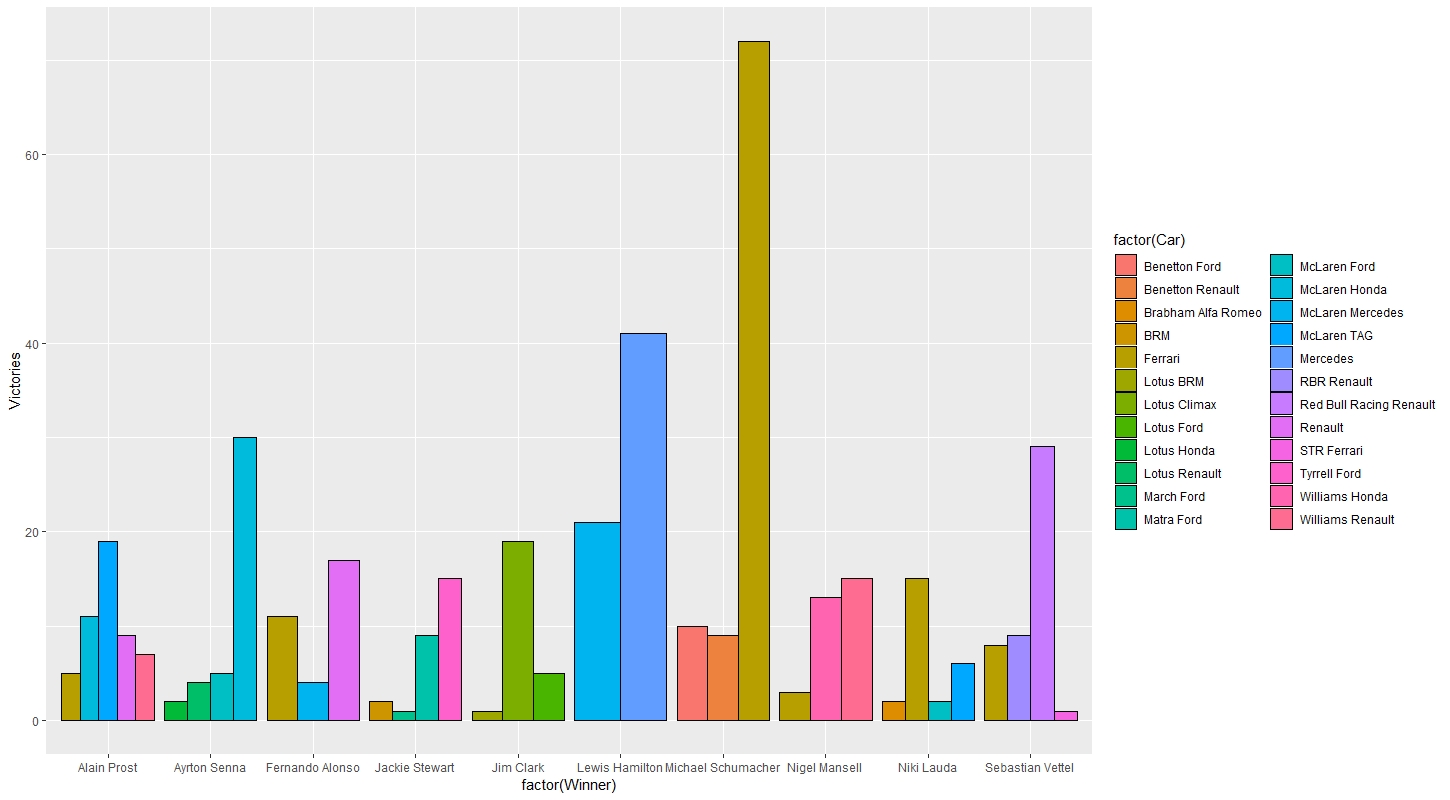 Victories
60
40
20
0
Alain Prost
Ayrton Senna
Fernando Alonso
Jackie Stewart
Jim Clark
Lewis Hamilton
Michael Schumacher
Nigel Mansell
Niki Lauda
Sebastian Vettel
factor(Winner)
factor(Car)
Benetton Ford
Benetton Renault
Brabham Alfa Romeo
BRM
Ferrari
Lotus BRM
Lotus Climax
Lotus Ford
Lotus Honda
Lotus Renault
March Ford
Matra Ford
McLaren Ford
McLaren Honda
McLaren Mercedes
McLaren TAG
Mercedes
RBR Renault
Red Bull Racing Renault
Renault
STR Ferrari
Tyrrell Ford
Williams Honda
Williams Renault